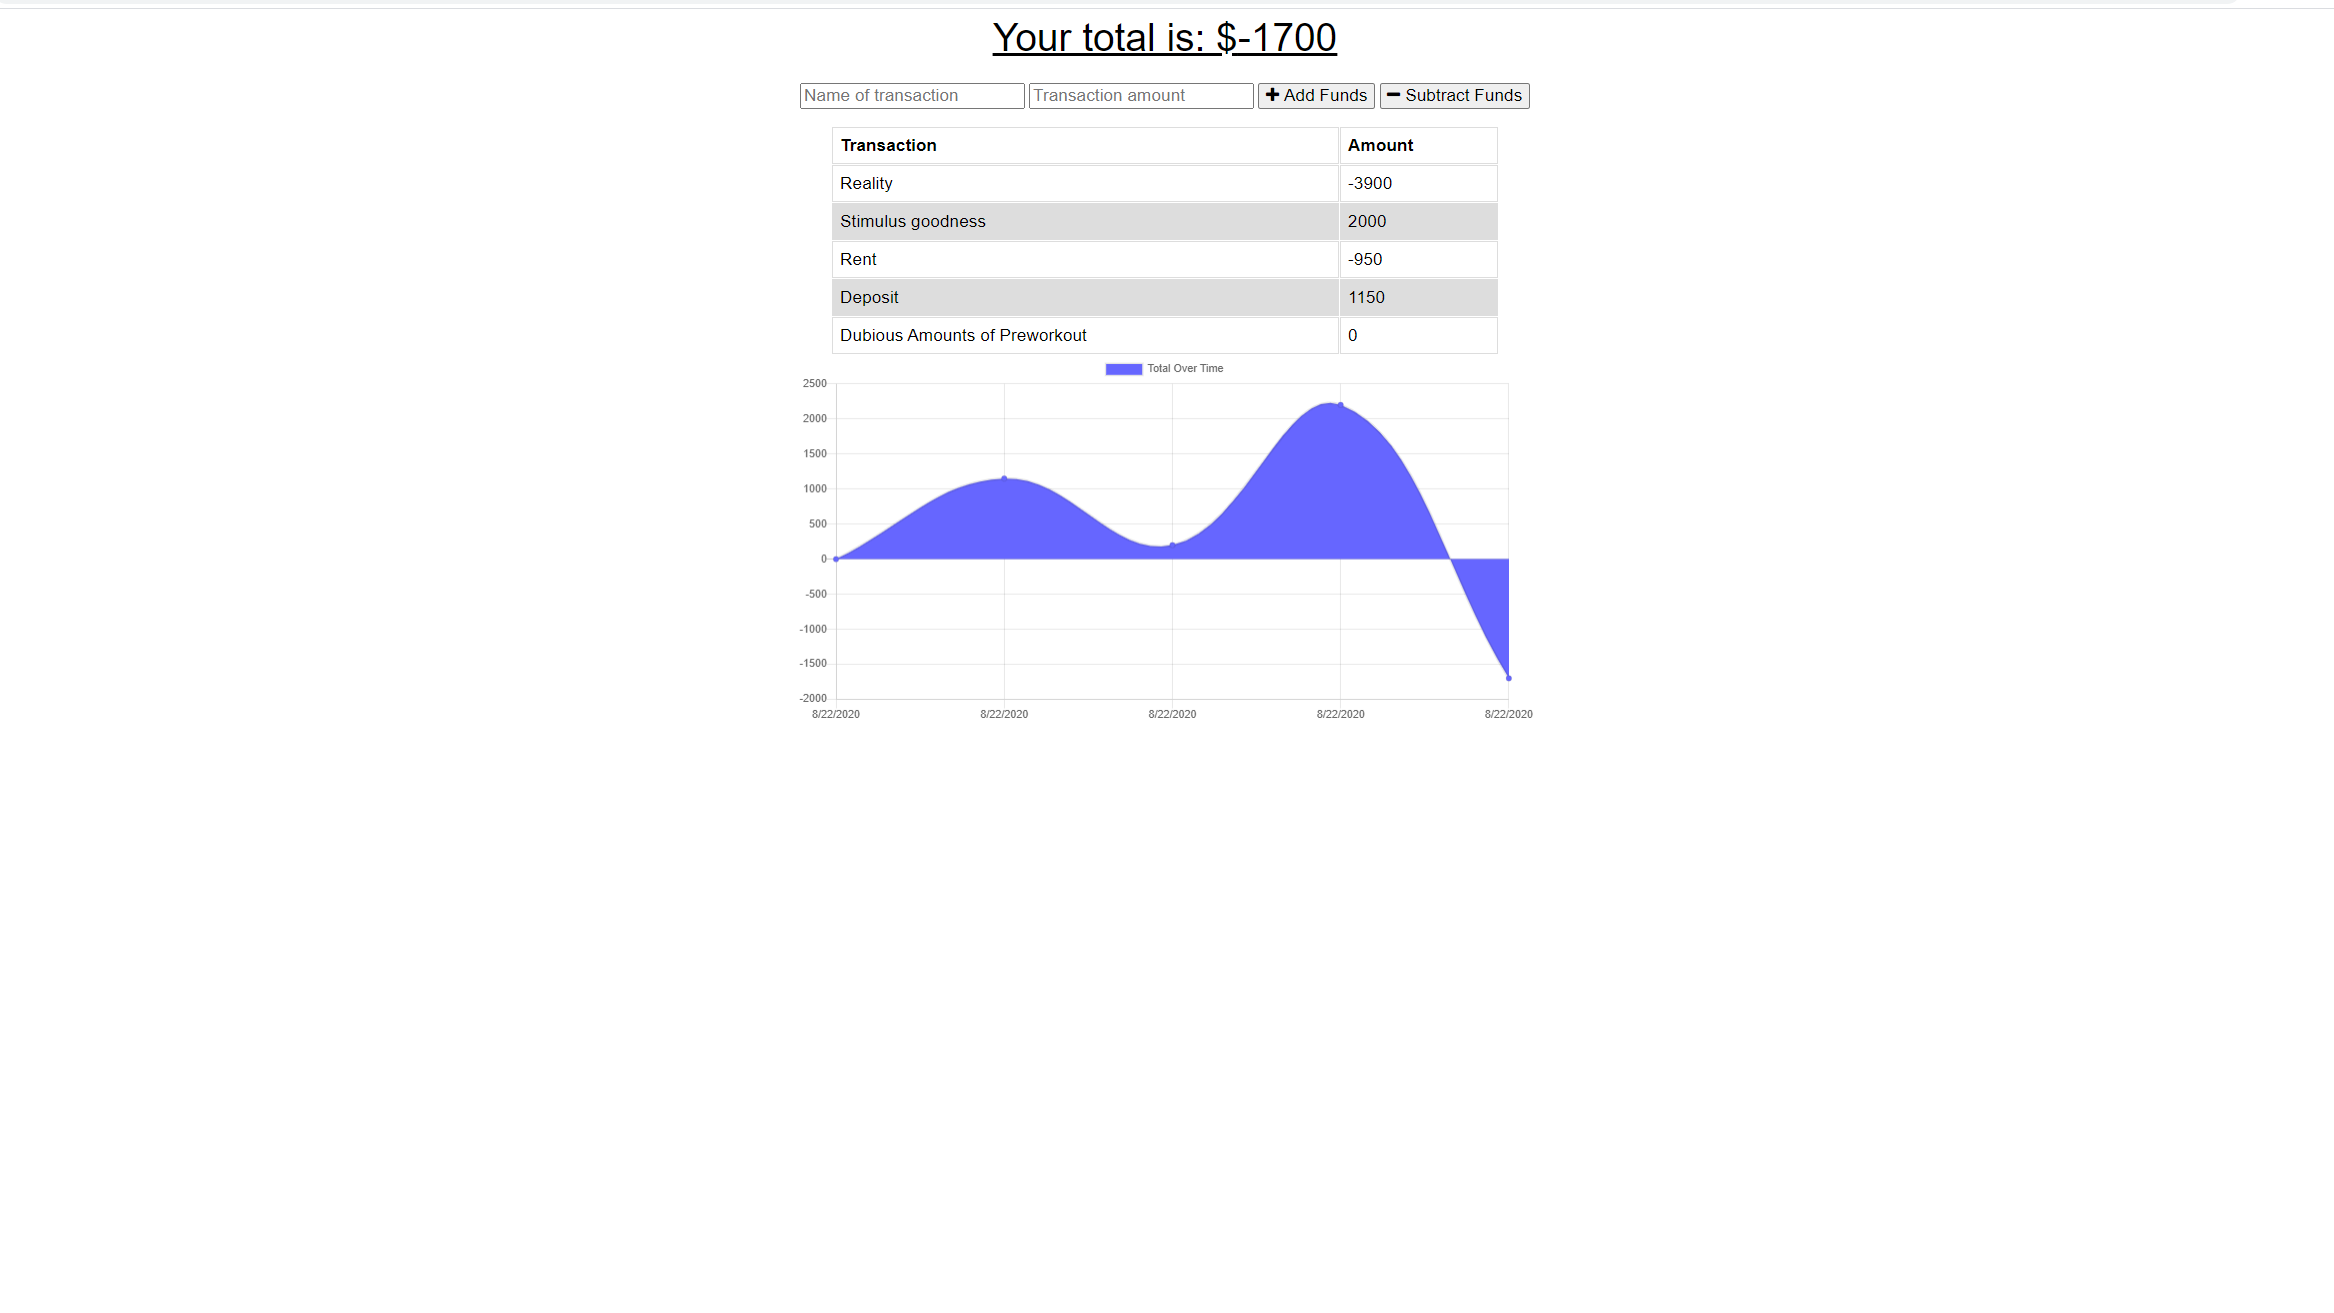 Your total is: $-1700
Name of transaction Transaction amount + Add Funds - Subtract Funds
Transaction Amount
Reality -3900
Stimulus goodness 2000
Rent -950
Deposit 1150
Dubious Amounts of Preworkout 0
Total Over Time
2500
2000
1500
1000
500
0
-500
-1000
-1500
-2000
8/22/2020 8/22/2020 8/22/2020 8/22/2020 8/22/2020